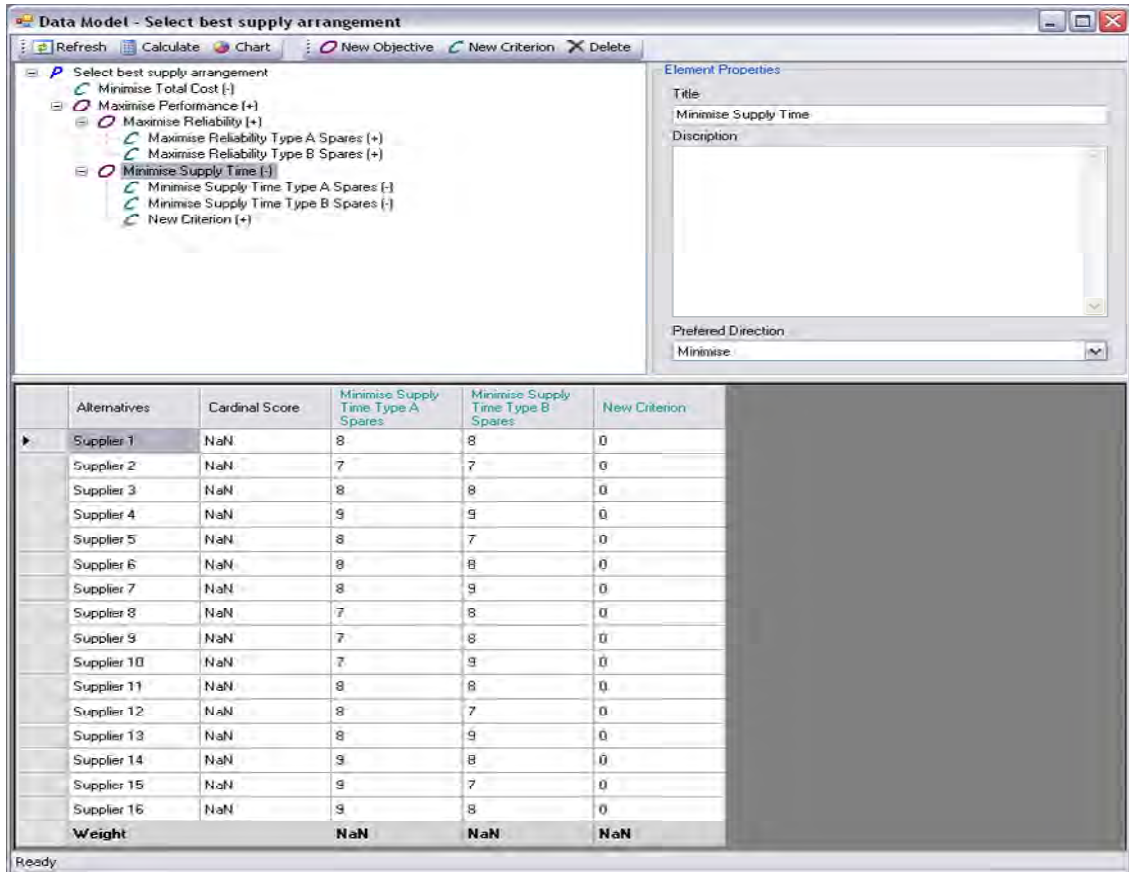 Data Model - Select best supply arrangement
Refresh Calculate Chart New Objective New Criterion Delete
P Select best supply arrangement
C Minimise Total Cost (-)
O Maximise Performance (+)
O Maximise Reliability (+)
C Maximise Reliability Type A Spares (+)
C Maximise Reliability Type B Spares (+)
O Minimise Supply Time (-)
C Minimise Supply Time Type A Spares (-)
C Minimise Supply Time Type B Spares (-)
C New Criterion (+)
Element Properties
Title
Minimise Supply Time
Discription
Prefered Direction
Minimise
Alternatives Cardinal Score Minimise Supply Time Type A Spares Minimise Supply Time Type B Spares New Criterion
Supplier 1 NaN 8 8 0
Supplier 2 NaN 7 7 0
Supplier 3 NaN 8 8 0
Supplier 4 NaN 9 9 0
Supplier 5 NaN 8 7 0
Supplier 6 NaN 8 8 0
Supplier 7 NaN 8 9 0
Supplier 8 NaN 7 8 0
Supplier 9 NaN 7 8 0
Supplier 10 NaN 7 9 0
Supplier 11 NaN 8 8 0
Supplier 12 NaN 8 7 0
Supplier 13 NaN 8 9 0
Supplier 14 NaN 9 8 0
Supplier 15 NaN 9 7 0
Supplier 16 NaN 9 8 0
Weight NaN NaN NaN
Ready